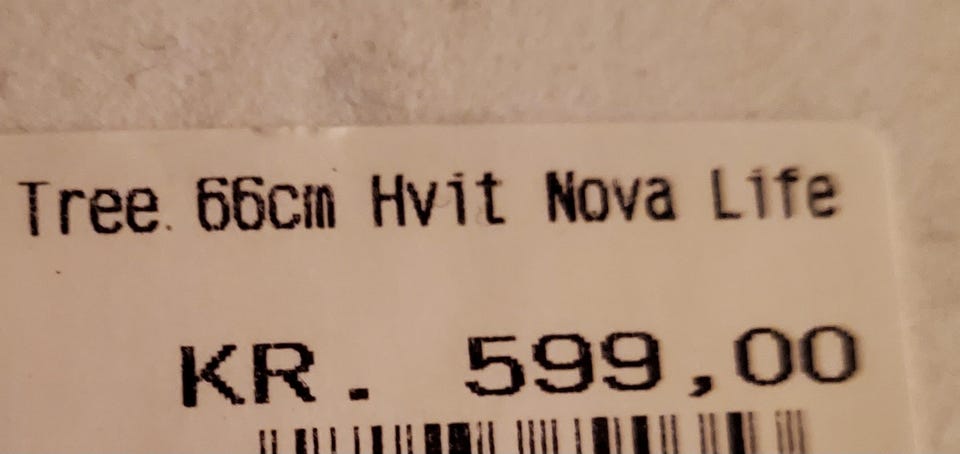 Tree. 66cm Hvit Nova Life
KR. 599,00